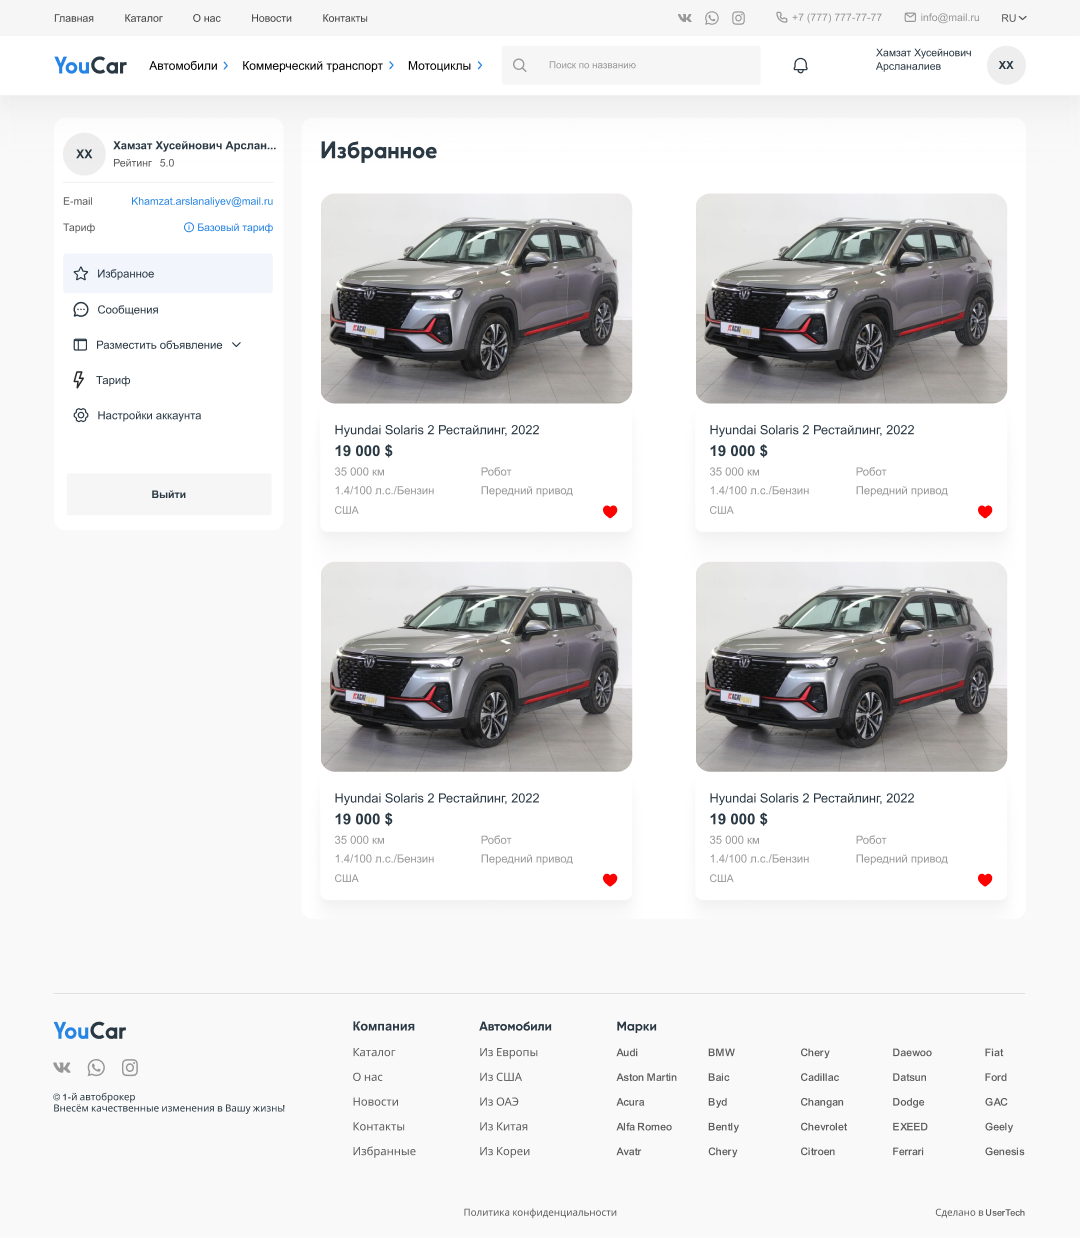 Главная Каталог О нас Новости Контакты +7 (777) 777-77-77 info@mail.ru RU
YouCar Автомобили Коммерческий транспорт Мотоциклы Поиск по названию Хамзат Хусейнович XX
Арсланалиев
XX Хамзат Хусейнович Арслан...
Рейтинг 5.0
E-mail Khamzat.arslanaliyev@mail.ru
Тариф Базовый тариф
Избранное
Сообщения
Разместить объявление
Тариф
Настройки аккаунта
Выйти
Избранное
Hyundai Solaris 2 Рестайлинг, 2022
19 000 $
35 000 км Робот
1.4/100 л.с./Бензин Передний привод
США
Hyundai Solaris 2 Рестайлинг, 2022
19 000 $
35 000 км Робот
1.4/100 л.с./Бензин Передний привод
США
Hyundai Solaris 2 Рестайлинг, 2022
19 000 $
35 000 км Робот
1.4/100 л.с./Бензин Передний привод
США
Hyundai Solaris 2 Рестайлинг, 2022
19 000 $
35 000 км Робот
1.4/100 л.с./Бензин Передний привод
США
YouCar
© 1-й автоброкер
Внесём качественные изменения в Вашу жизнь!
Компания
Каталог
О нас
Новости
Контакты
Избранные
Автомобили
Из Европы
Из США
Из ОАЭ
Из Китая
Из Кореи
Марки
Audi BMW Chery Daewoo Fiat
Aston Martin Baic Cadillac Datsun Ford
Acura Byd Changan Dodge GAC
Alfa Romeo Bently Chevrolet EXEED Geely
Avatr Chery Citroen Ferrari Genesis
Политика конфиденциальности Сделано в UserTech